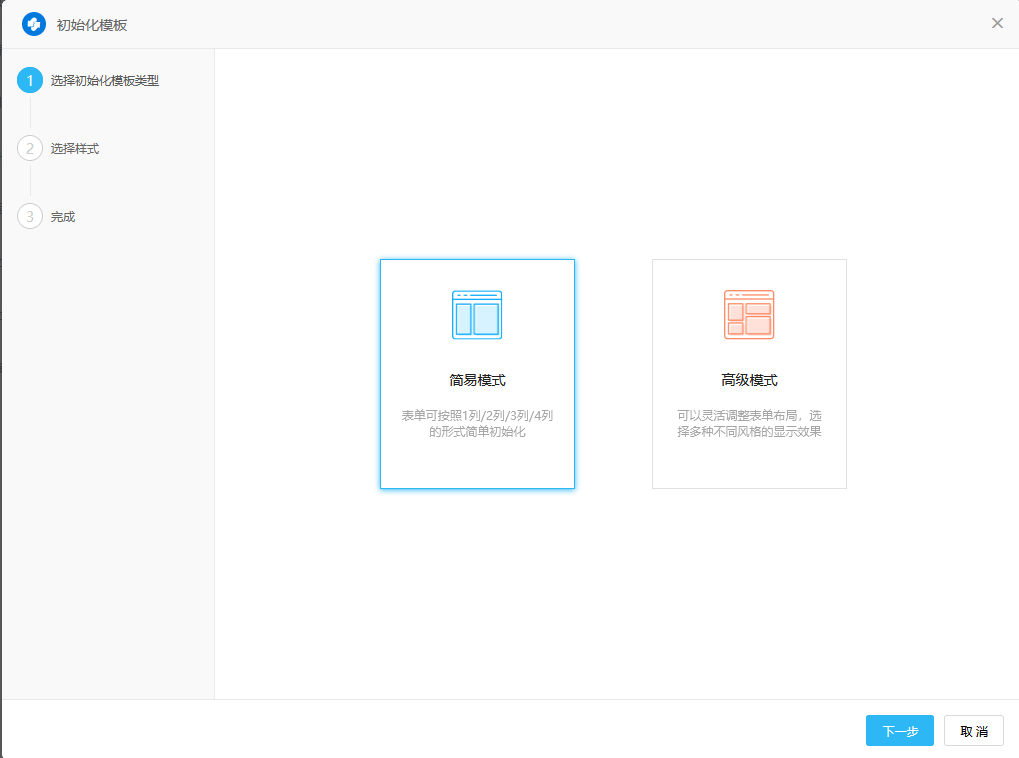 初始化模板
1 选择初始化模板类型
2 选择样式
3 完成
简易模式
表单可按照1列/2列/3列/4列
的形式简单初始化
高级模式
可以灵活调整表单布局，选
择多种不同风格的显示效果
下一步
取 消